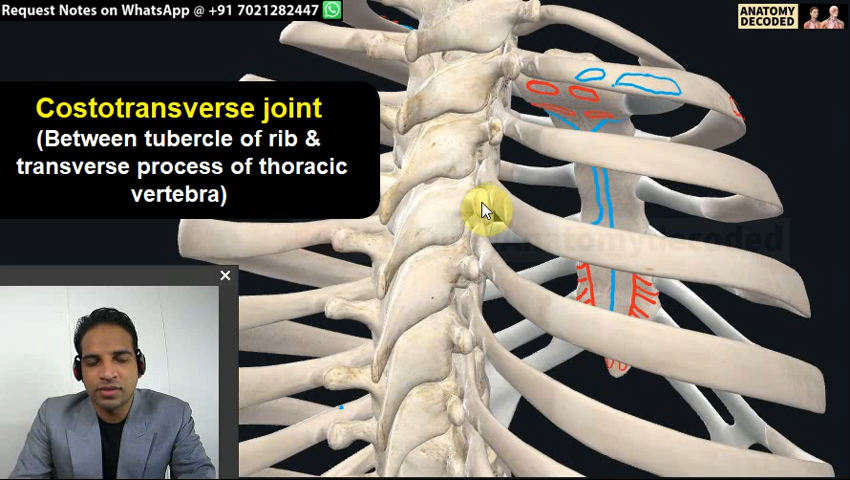 Request Notes on WhatsApp @ +91 7021282447
ANATOMY
DECODED
Costotransverse joint
(Between tubercle of rib &
transverse process of thoracic
vertebra)
Anatomydecoded